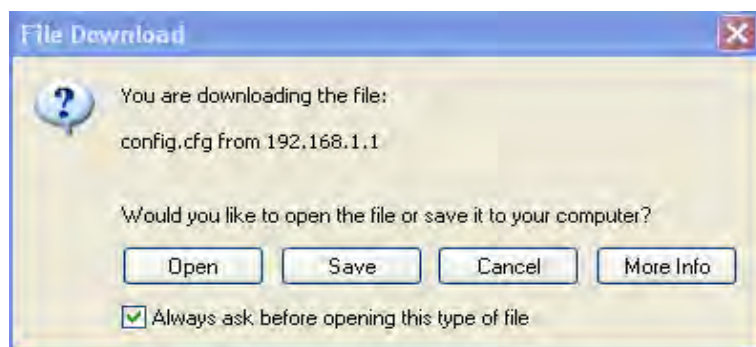 File Download
You are downloading the file:
config.cfg from 192.168.1.1
Would you like to open the file or save it to your computer?
Open Save Cancel More Info
Always ask before opening this type of file